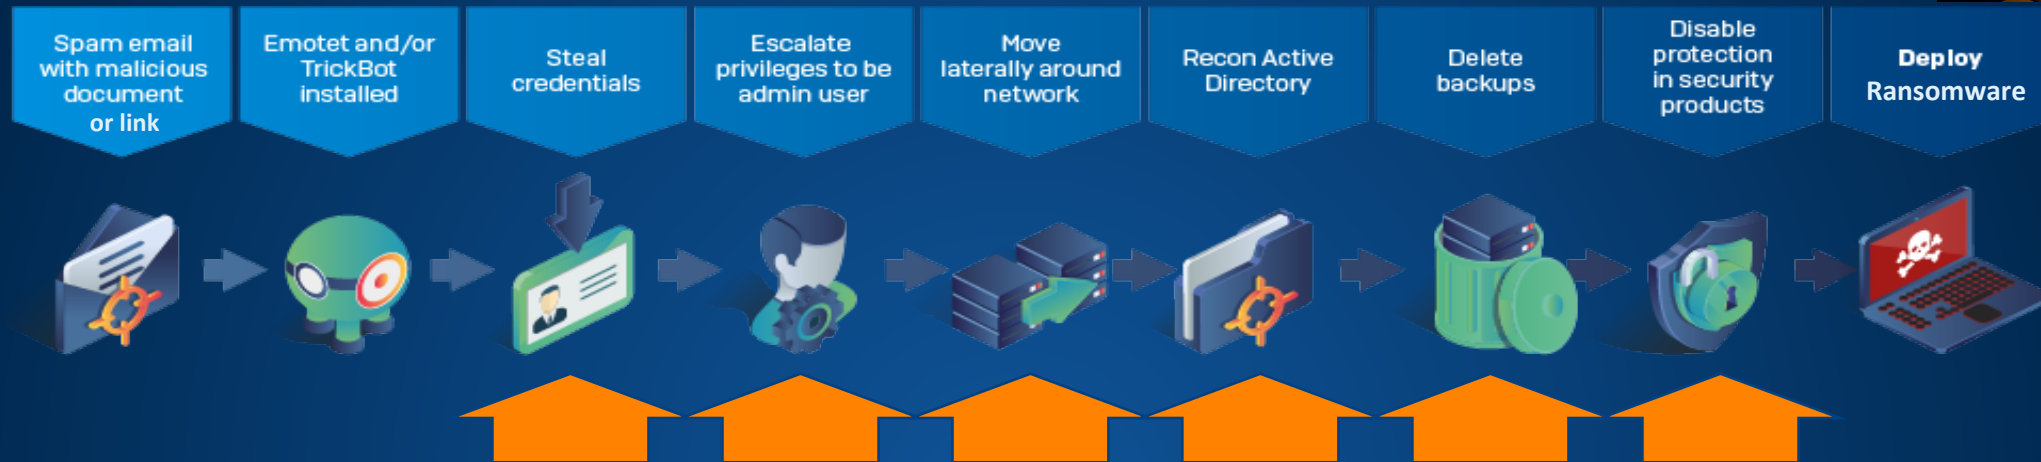 Spam email
with malicious
document
or link
Emotet and/or
TrickBot
installed
Steal
credentials
Escalate
privileges to be
admin user
Move
laterally around
network
Recon Active
Directory
Delete
backups
Disable
protection
in security
products
Deploy
Ransomware